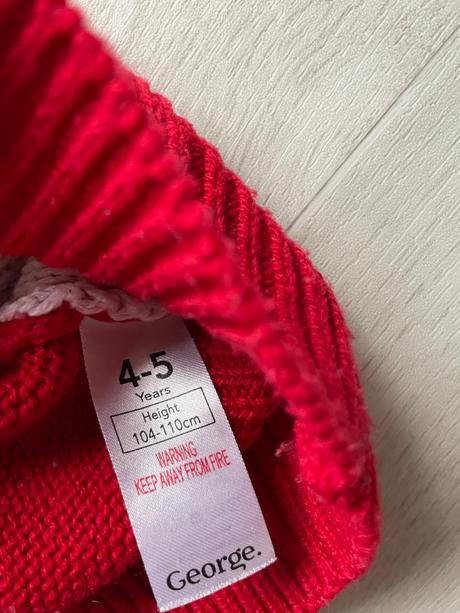 4-5
Years
Height
104-110cm
WARNING
KEEP AWAY FROM FIRE
George.